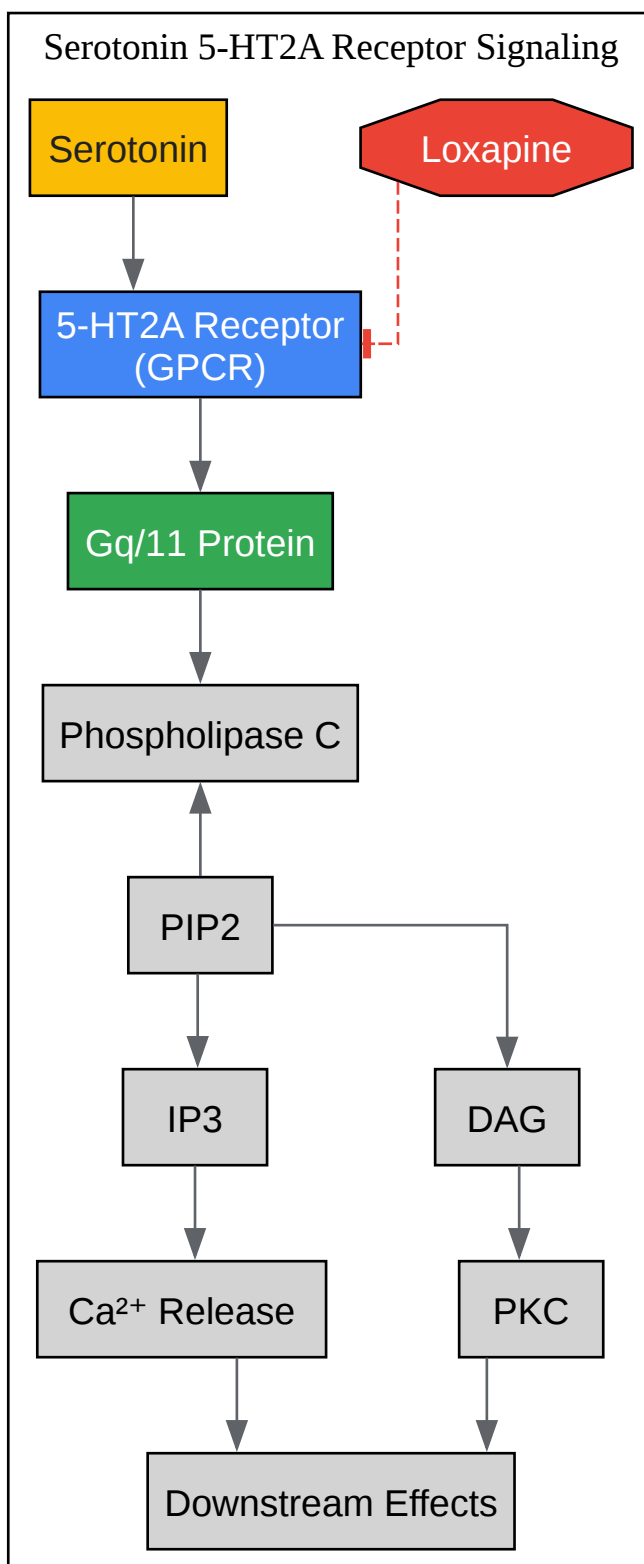 Serotonin 5-HT2A Receptor Signaling
Serotonin
Loxapine
5-HT2A Receptor
(GPCR)
Gq/11 Protein
Phospholipase C
PIP2
IP3
DAG
Ca²⁺ Release
PKC
Downstream Effects